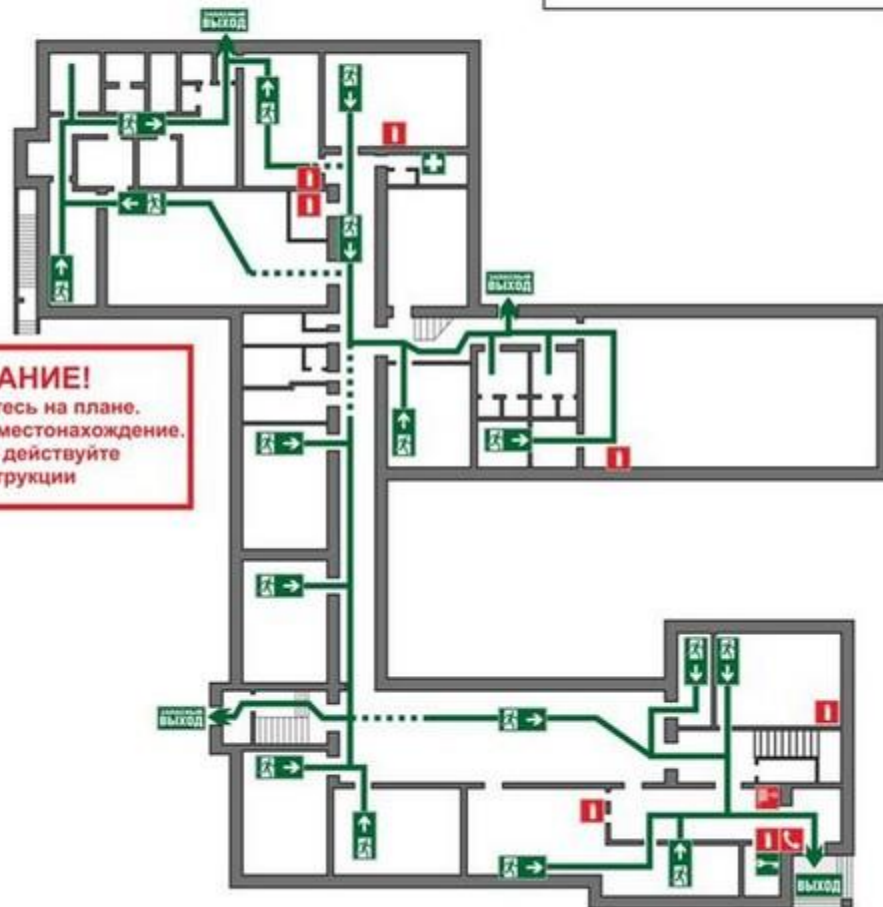 ЗАПАСНЫЙ
ВЫХОД
ЗАПАСНЫЙ
ВЫХОД
АНИЕ!
тесь на плане.
местонахождение.
действуйте
трукции
ЗАПАСНЫЙ
ВЫХОД
ВЫХОД